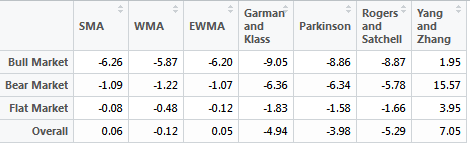 SMA WMA EWMA Garman and Klass Parkinson Rogers and Satchell Yang and Zhang
Bull Market -6.26 -5.87 -6.20 -9.05 -8.86 -8.87 1.95
Bear Market -1.09 -1.22 -1.07 -6.36 -6.34 -5.78 15.57
Flat Market -0.08 -0.48 -0.12 -1.83 -1.58 -1.66 3.95
Overall 0.06 -0.12 0.05 -4.94 -3.98 -5.29 7.05